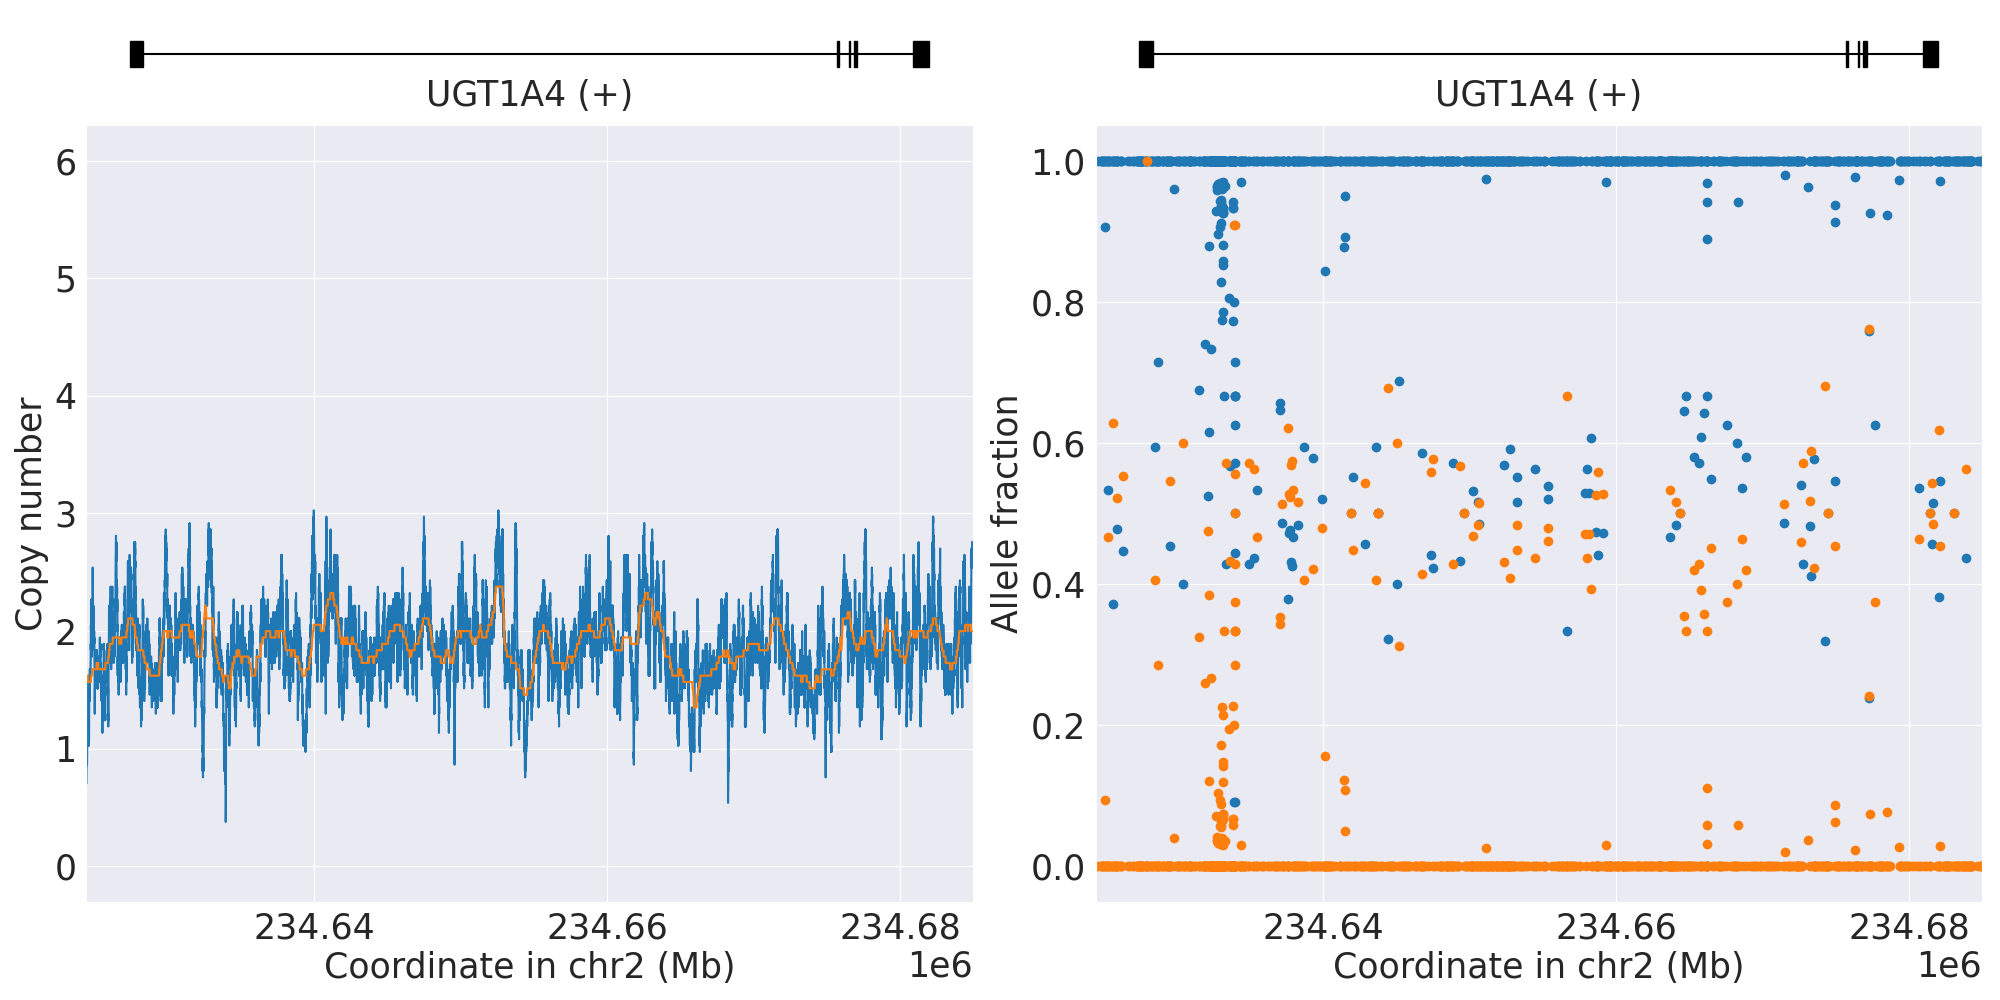 UGT1A4 (+)
6
5
4
3
2
1
0
Copy number
234.64
234.66
234.68
Coordinate in chr2 (Mb)
1e6
UGT1A4 (+)
1.0
0.8
0.6
0.4
0.2
0.0
Allele fraction
234.64
234.66
234.68
Coordinate in chr2 (Mb)
1e6